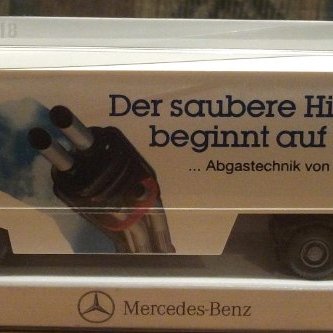 Der saubere Hi
beginnt auf
... Abgastechnik von
Mercedes-Benz